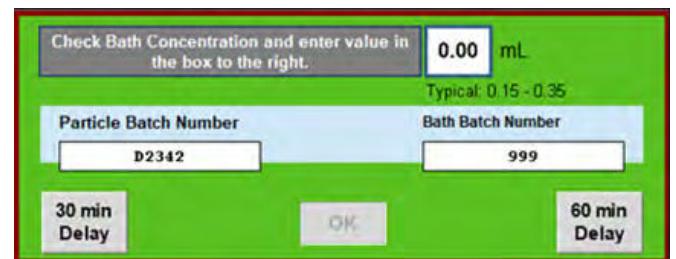 Check Bath Concentration and enter value in
the box to the right.
0.00 mL
Typical: 0.15 - 0.35
Particle Batch Number
Bath Batch Number
D2342
999
30 min
Delay
OK
60 min
Delay